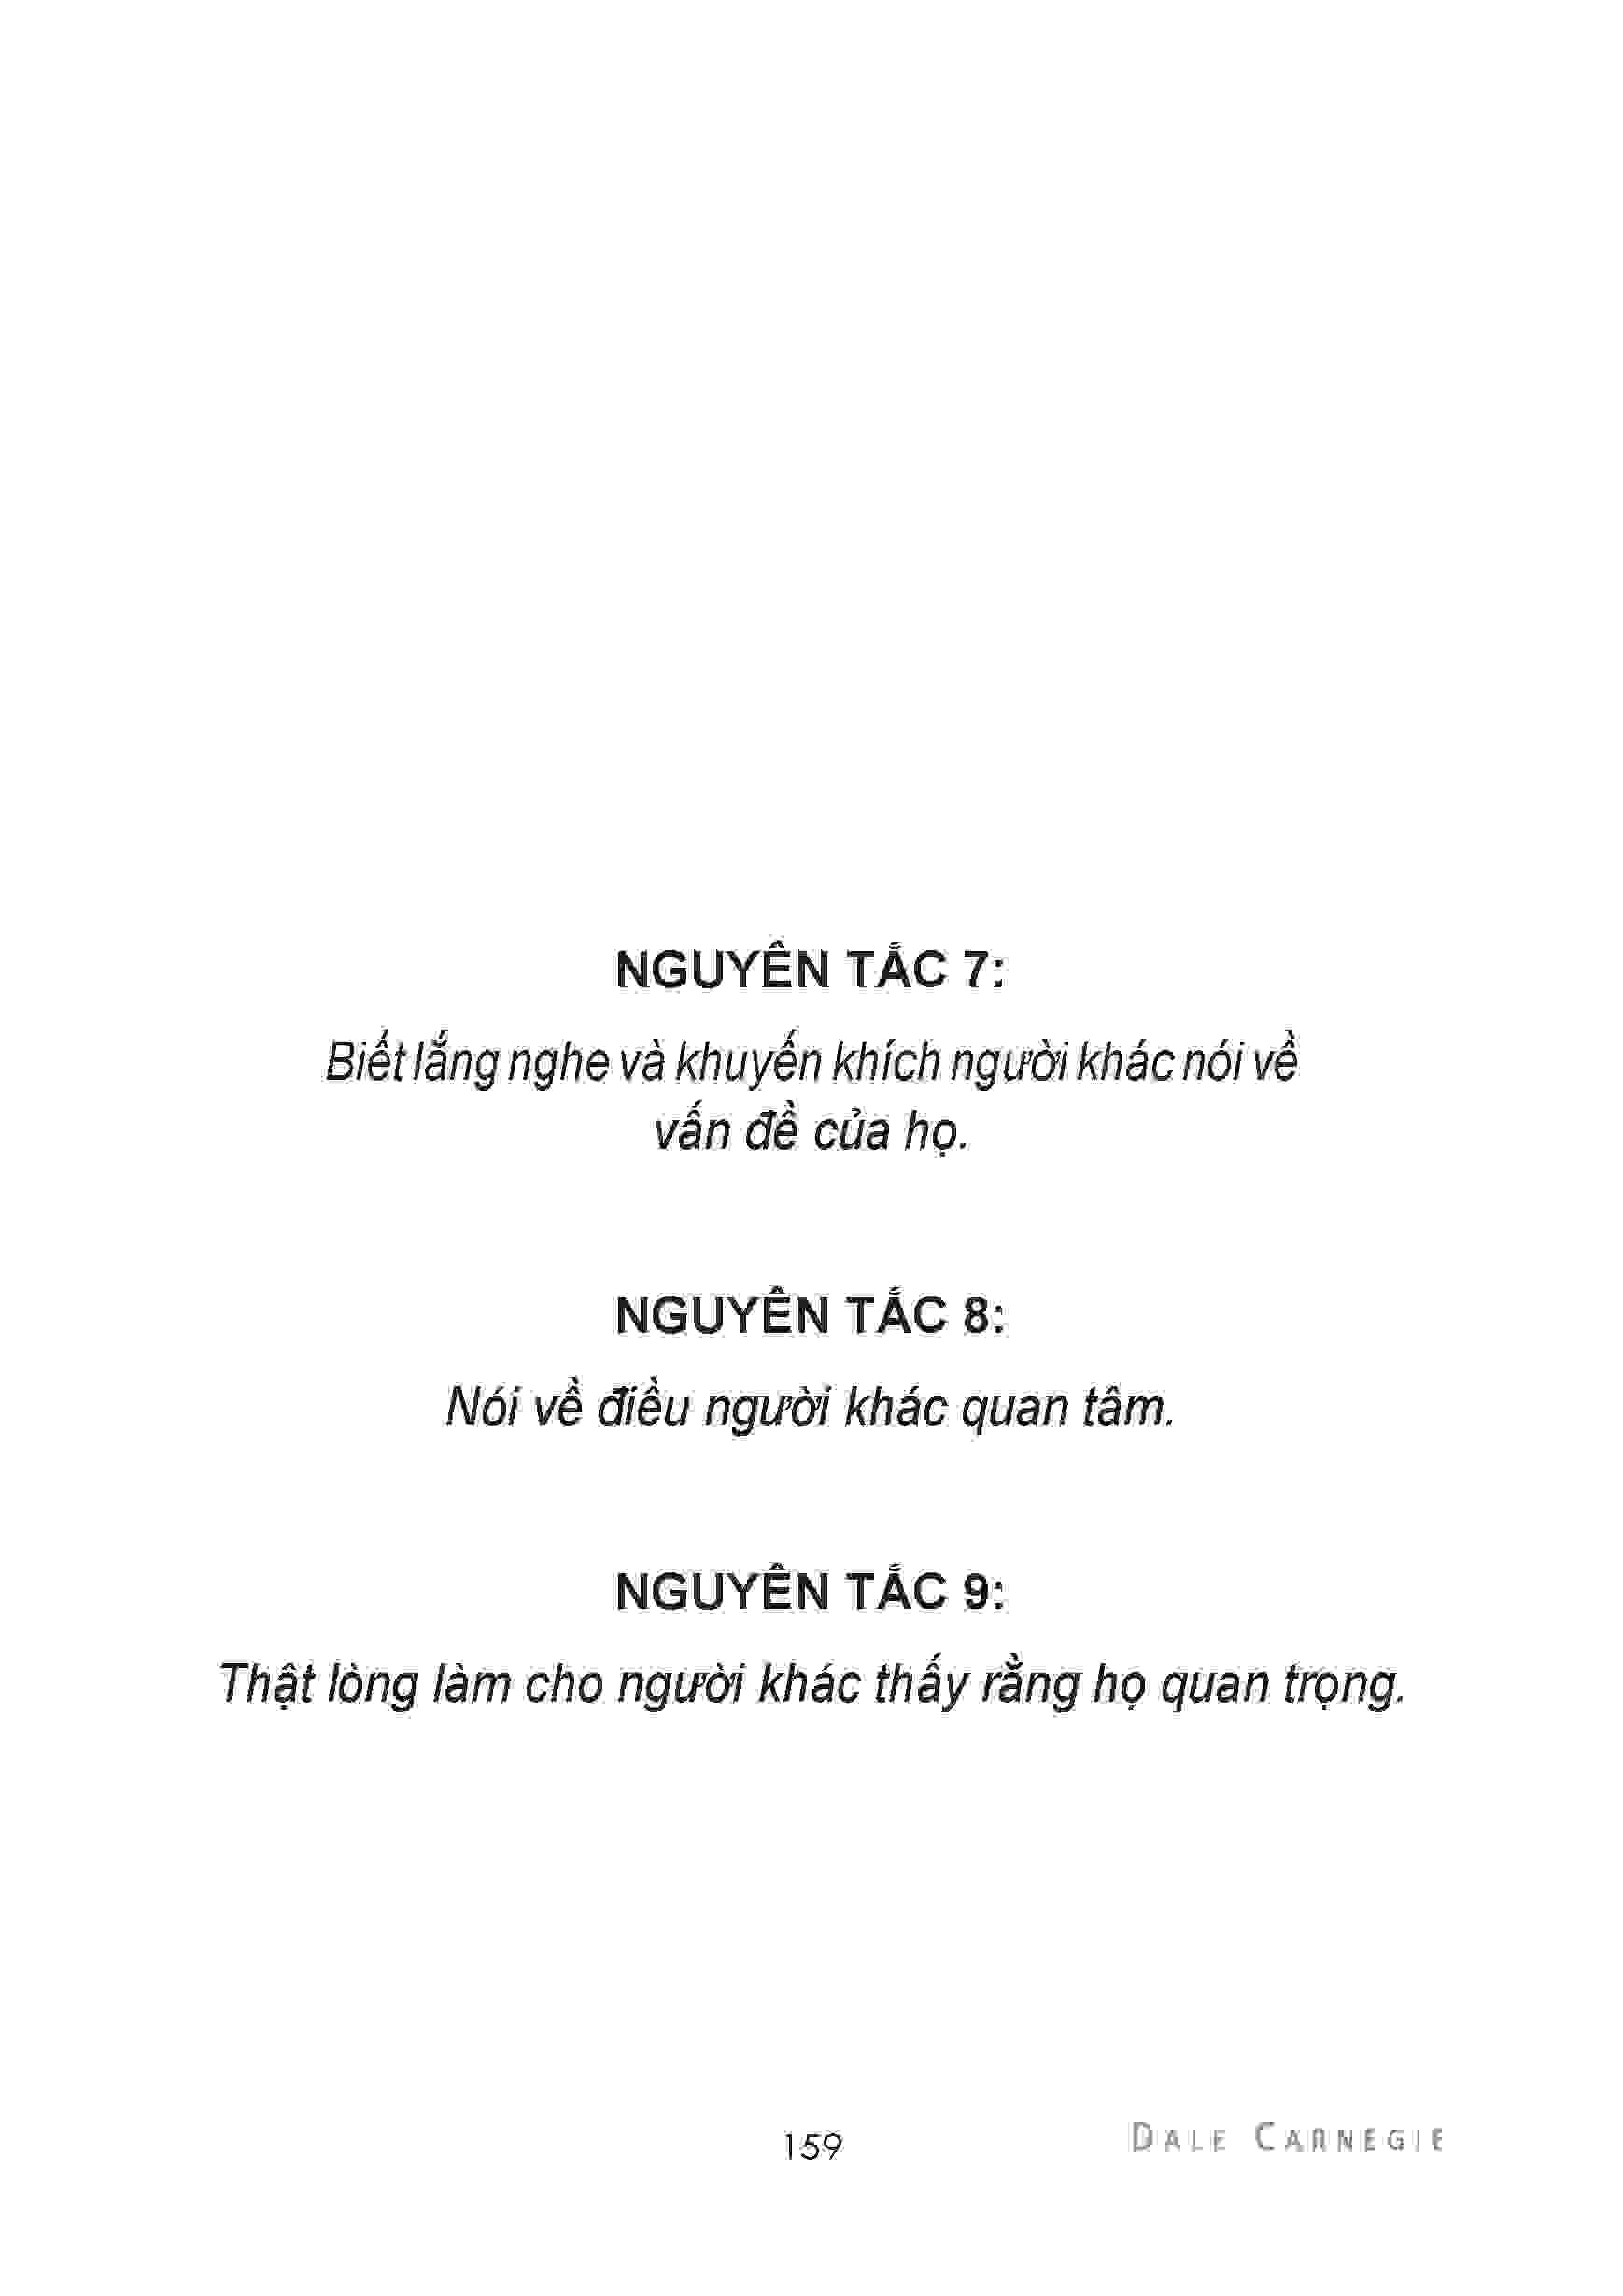 NGUYÊN TẮC 7:
Biết lắng nghe và khuyến khích người khác nói về
vấn đề của họ.
NGUYÊN TẮC 8:
Nói về điều người khác quan tâm.
NGUYÊN TẮC 9:
Thật lòng làm cho người khác thấy rằng họ quan trọng.
159
DALE CARNEGIE